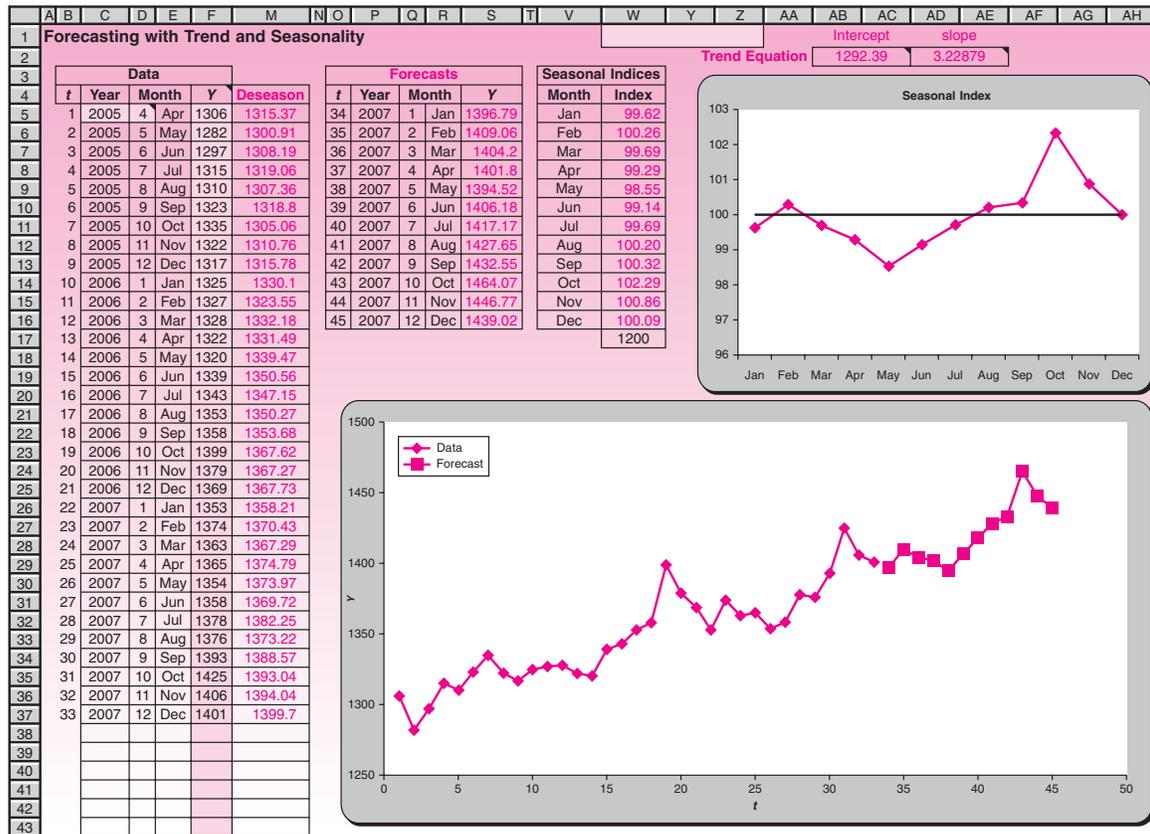 A B C D E F M N O P Q R S T V W Y Z AA AB AC AD AE AF AG AH
1 Forecasting with Trend and Seasonality Intercept slope
2 Trend Equation 1292.39 3.22879
3 Data Forecasts Seasonal Indices
4 t Year Month Y Deseason t Year Month Y Month Index
5 1 2005 4 Apr 1306 1315.37 34 2007 1 Jan 1396.79 Jan 99.62
6 2 2005 5 May 1282 1300.91 35 2007 2 Feb 1409.06 Feb 100.26
7 3 2005 6 Jun 1297 1308.19 36 2007 3 Mar 1404.2 Mar 99.69
8 4 2005 7 Jul 1315 1319.06 37 2007 4 Apr 1401.8 Apr 99.29
9 5 2005 8 Aug 1310 1307.36 38 2007 5 May 1394.52 May 98.55
10 6 2005 9 Sep 1323 1318.8 39 2007 6 Jun 1406.18 Jun 99.14
11 7 2005 10 Oct 1335 1305.06 40 2007 7 Jul 1417.17 Jul 99.69
12 8 2005 11 Nov 1322 1310.76 41 2007 8 Aug 1427.65 Aug 100.20
13 9 2005 12 Dec 1317 1315.78 42 2007 9 Sep 1432.55 Sep 100.32
14 10 2006 1 Jan 1325 1330.1 43 2007 10 Oct 1464.07 Oct 102.29
15 11 2006 2 Feb 1327 1323.55 44 2007 11 Nov 1446.77 Nov 100.86
16 12 2006 3 Mar 1328 1332.18 45 2007 12 Dec 1439.02 Dec 100.09
17 13 2006 4 Apr 1322 1331.49 1200
18 14 2006 5 May 1320 1339.47
19 15 2006 6 Jun 1339 1350.56
20 16 2006 7 Jul 1343 1347.15
21 17 2006 8 Aug 1353 1350.27
22 18 2006 9 Sep 1358 1353.68
23 19 2006 10 Oct 1399 1367.62
24 20 2006 11 Nov 1379 1367.27
25 21 2006 12 Dec 1369 1367.73
26 22 2007 1 Jan 1353 1358.21
27 23 2007 2 Feb 1374 1370.43
28 24 2007 3 Mar 1363 1367.29
29 25 2007 4 Apr 1365 1374.79
30 26 2007 5 May 1354 1373.97
31 27 2007 6 Jun 1358 1369.72
32 28 2007 7 Jul 1378 1382.25
33 29 2007 8 Aug 1376 1373.22
34 30 2007 9 Sep 1393 1388.57
35 31 2007 10 Oct 1425 1393.04
36 32 2007 11 Nov 1406 1394.04
37 33 2007 12 Dec 1401 1399.7
38
39
40
41
42
43
Seasonal Index
103
102
101
100
99
98
97
96
Jan Feb Mar Apr May Jun Jul Aug Sep Oct Nov Dec
1500
Data
Forecast
1450
1400
1350
Y
1300
1250
0 5 10 15 20 25 30 35 40 45 50
t